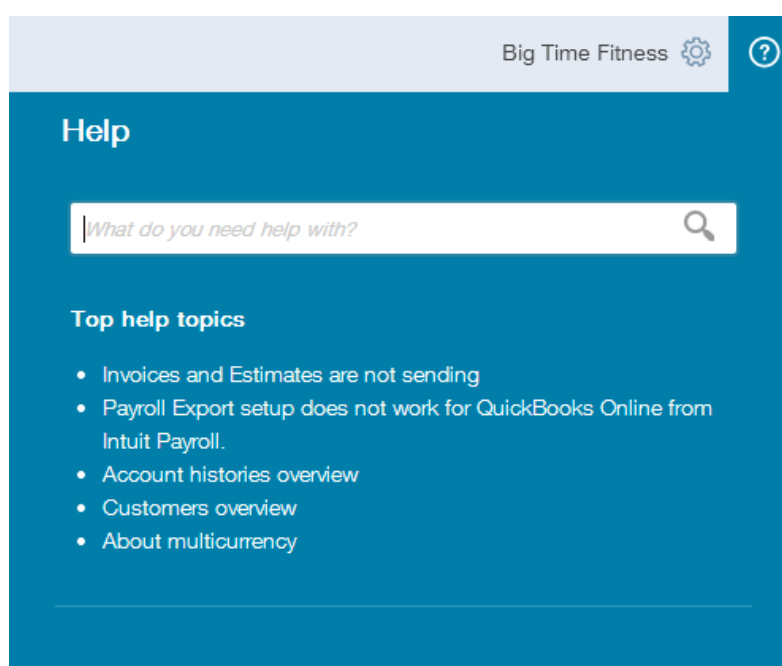 Big Time Fitness
Help
What do you need help with?
Top help topics
• Invoices and Estimates are not sending
• Payroll Export setup does not work for QuickBooks Online from
Intuit Payroll.
• Account histories overview
• Customers overview
• About multicurrency